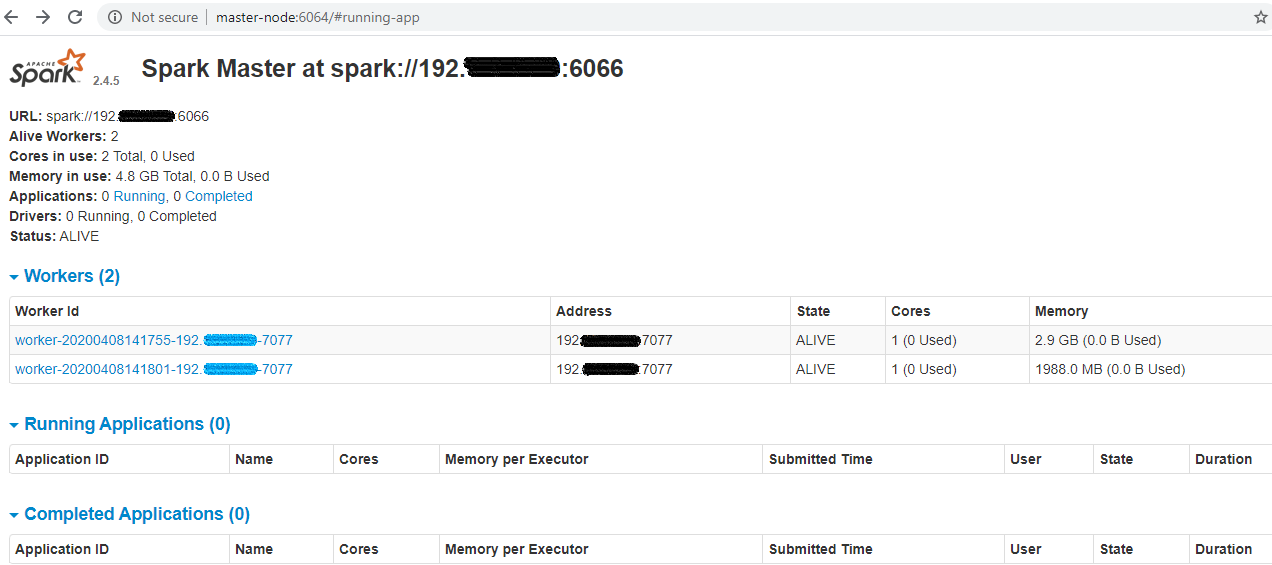 Not secure | master-node:6064/#running-app
APACHE
Spark 2.4.5 Spark Master at spark://192. :6066
URL: spark://192. :6066
Alive Workers: 2
Cores in use: 2 Total, 0 Used
Memory in use: 4.8 GB Total, 0.0 B Used
Applications: 0 Running, 0 Completed
Drivers: 0 Running, 0 Completed
Status: ALIVE
Workers (2)
Worker Id Address State Cores Memory
worker-20200408141755-192. -7077 192. :7077 ALIVE 1 (0 Used) 2.9 GB (0.0 B Used)
worker-20200408141801-192. -7077 192. :7077 ALIVE 1 (0 Used) 1988.0 MB (0.0 B Used)
Running Applications (0)
Application ID Name Cores Memory per Executor Submitted Time User State Duration
Completed Applications (0)
Application ID Name Cores Memory per Executor Submitted Time User State Duration